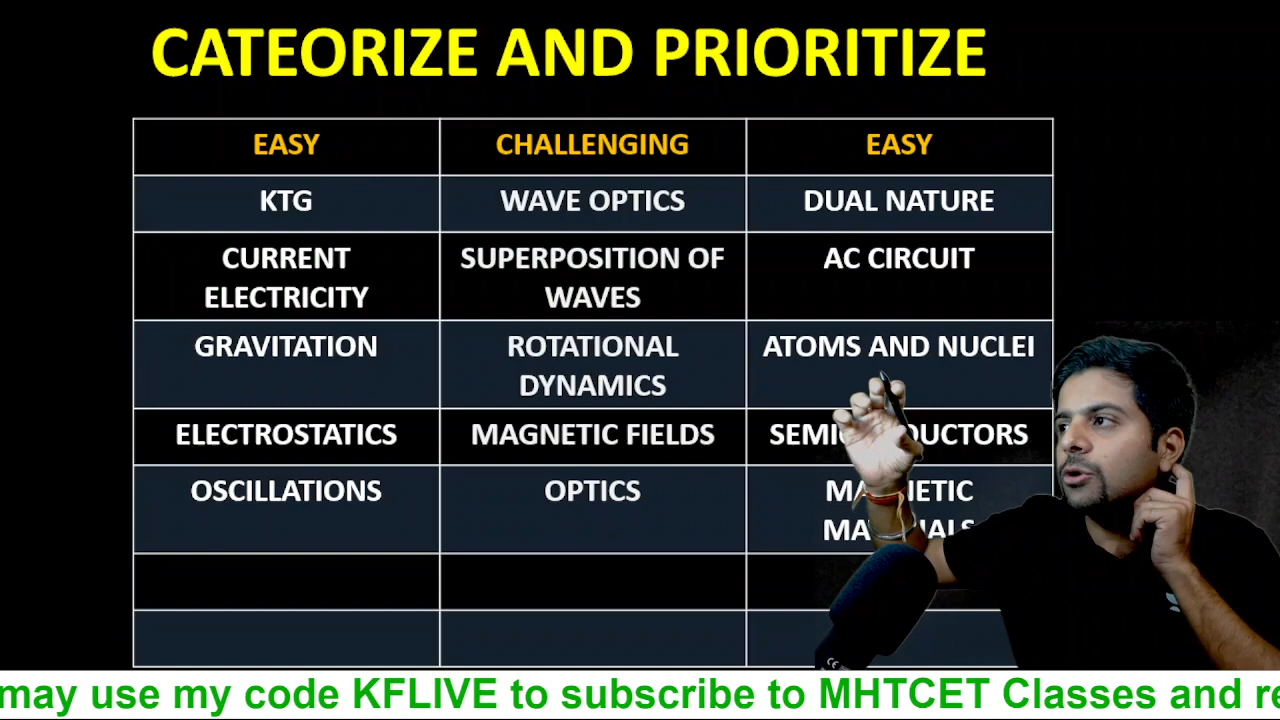 CATEORIZE AND PRIORITIZE
EASY CHALLENGING EASY
KTG WAVE OPTICS DUAL NATURE
CURRENT SUPERPOSITION OF AC CIRCUIT
ELECTRICITY WAVES
GRAVITATION ROTATIONAL ATOMS AND NUCLEI
DYNAMICS
ELECTROSTATICS MAGNETIC FIELDS
OSCILLATIONS OPTICS
may use my code KFLIVE to subscribe to MHTCET Classes and re